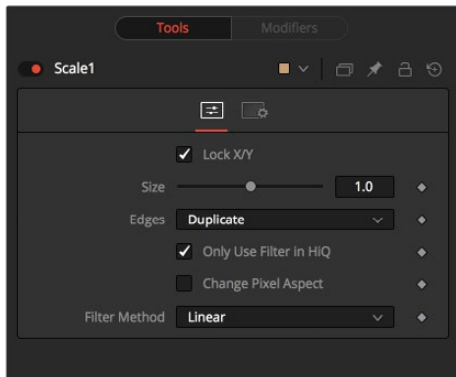 Tools Modifiers
Scale1
Lock X/Y
Size 1.0
Edges Duplicate
Only Use Filter in HiQ
Change Pixel Aspect
Filter Method Linear